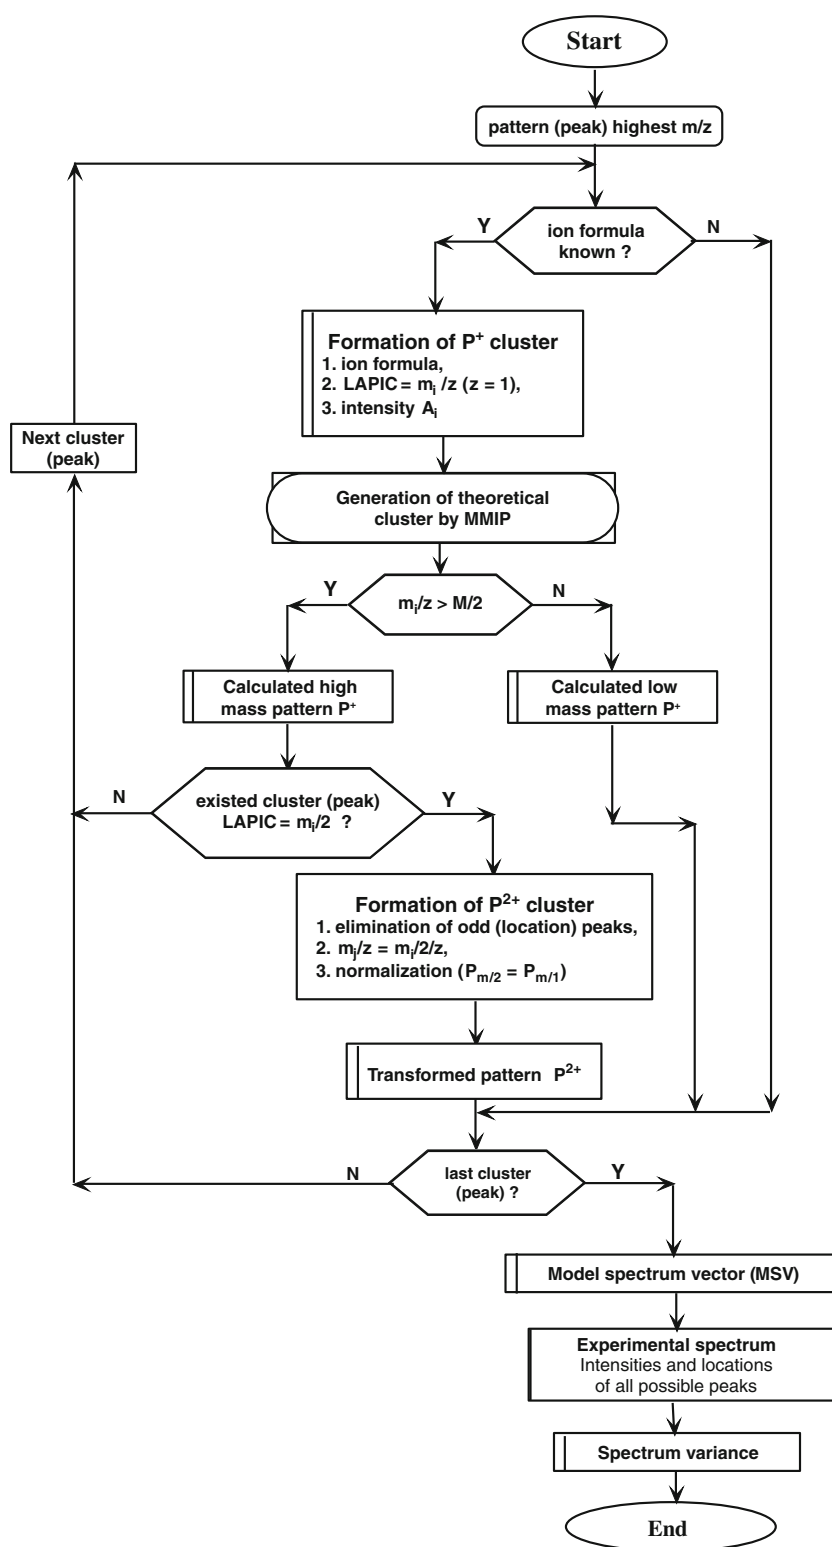 Start
pattern (peak) highest m/z
ion formula
known ?
Y
N
Formation of P⁺ cluster
1. ion formula,
2. LAPIC = mᵢ /z (z = 1),
3. intensity Aᵢ
Next cluster
(peak)
Generation of theoretical
cluster by MMIP
mᵢ/z > M/2
Y
N
Calculated high
mass pattern P⁺
Calculated low
mass pattern P⁺
existed cluster (peak)
LAPIC = mᵢ/2 ?
N
Y
Formation of P²⁺ cluster
1. elimination of odd (location) peaks,
2. mⱼ/z = mᵢ/2/z,
3. normalization (Pₘ/₂ = Pₘ/₁)
Transformed pattern P²⁺
last cluster
(peak) ?
N
Y
Model spectrum vector (MSV)
Experimental spectrum
Intensities and locations
of all possible peaks
Spectrum variance
End